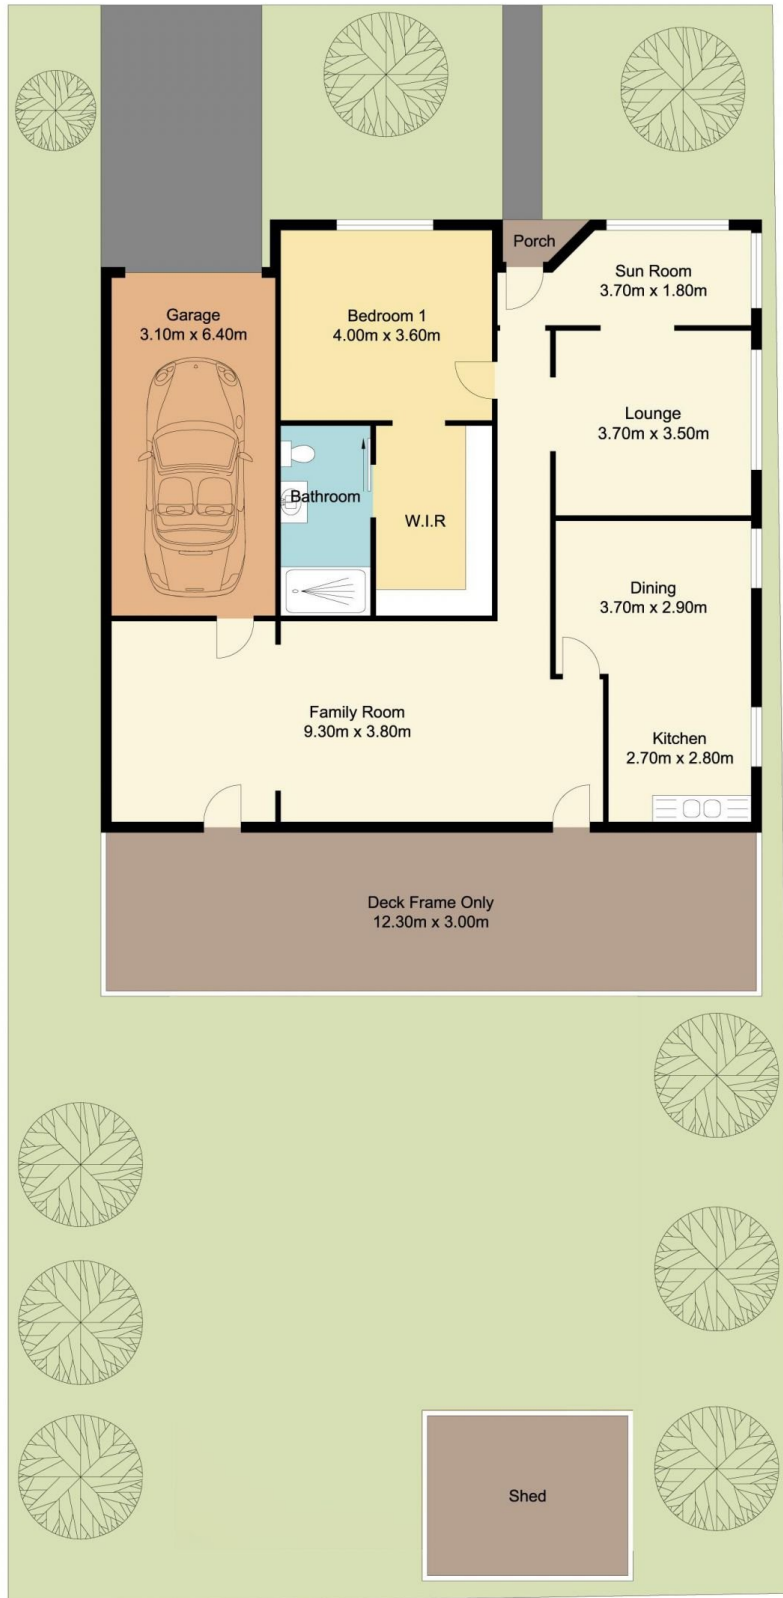 Porch
Sun Room
3.70m x 1.80m
Garage
3.10m x 6.40m
Bedroom 1
4.00m x 3.60m
Lounge
3.70m x 3.50m
Bathroom
W.I.R
Dining
3.70m x 2.90m
Family Room
9.30m x 3.80m
Kitchen
2.70m x 2.80m
Deck Frame Only
12.30m x 3.00m
Shed